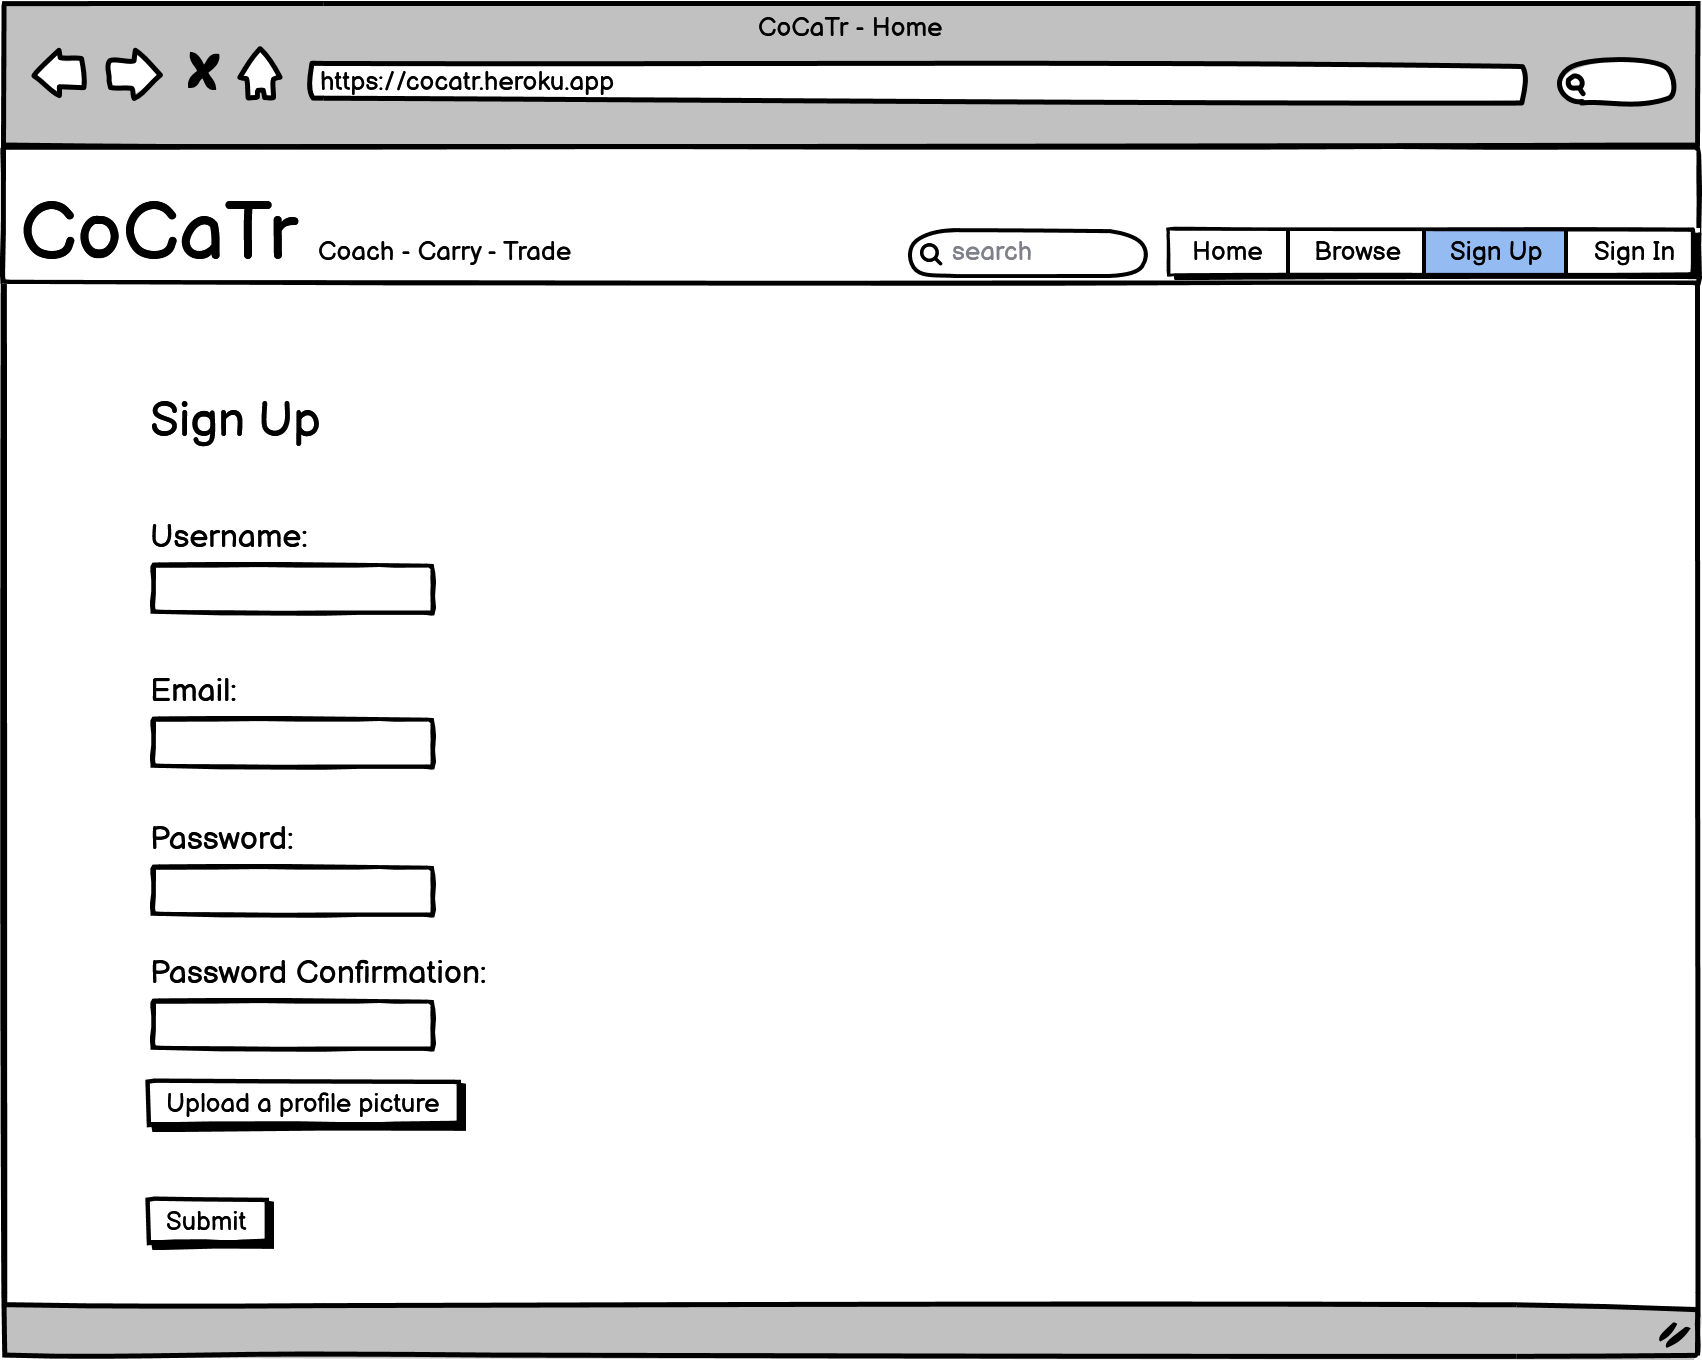 CoCaTr - Home
https://cocatr.heroku.app
CoCaTr Coach - Carry - Trade search Home Browse Sign Up Sign In
Sign Up
Username:
Email:
Password:
Password Confirmation:
Upload a profile picture
Submit